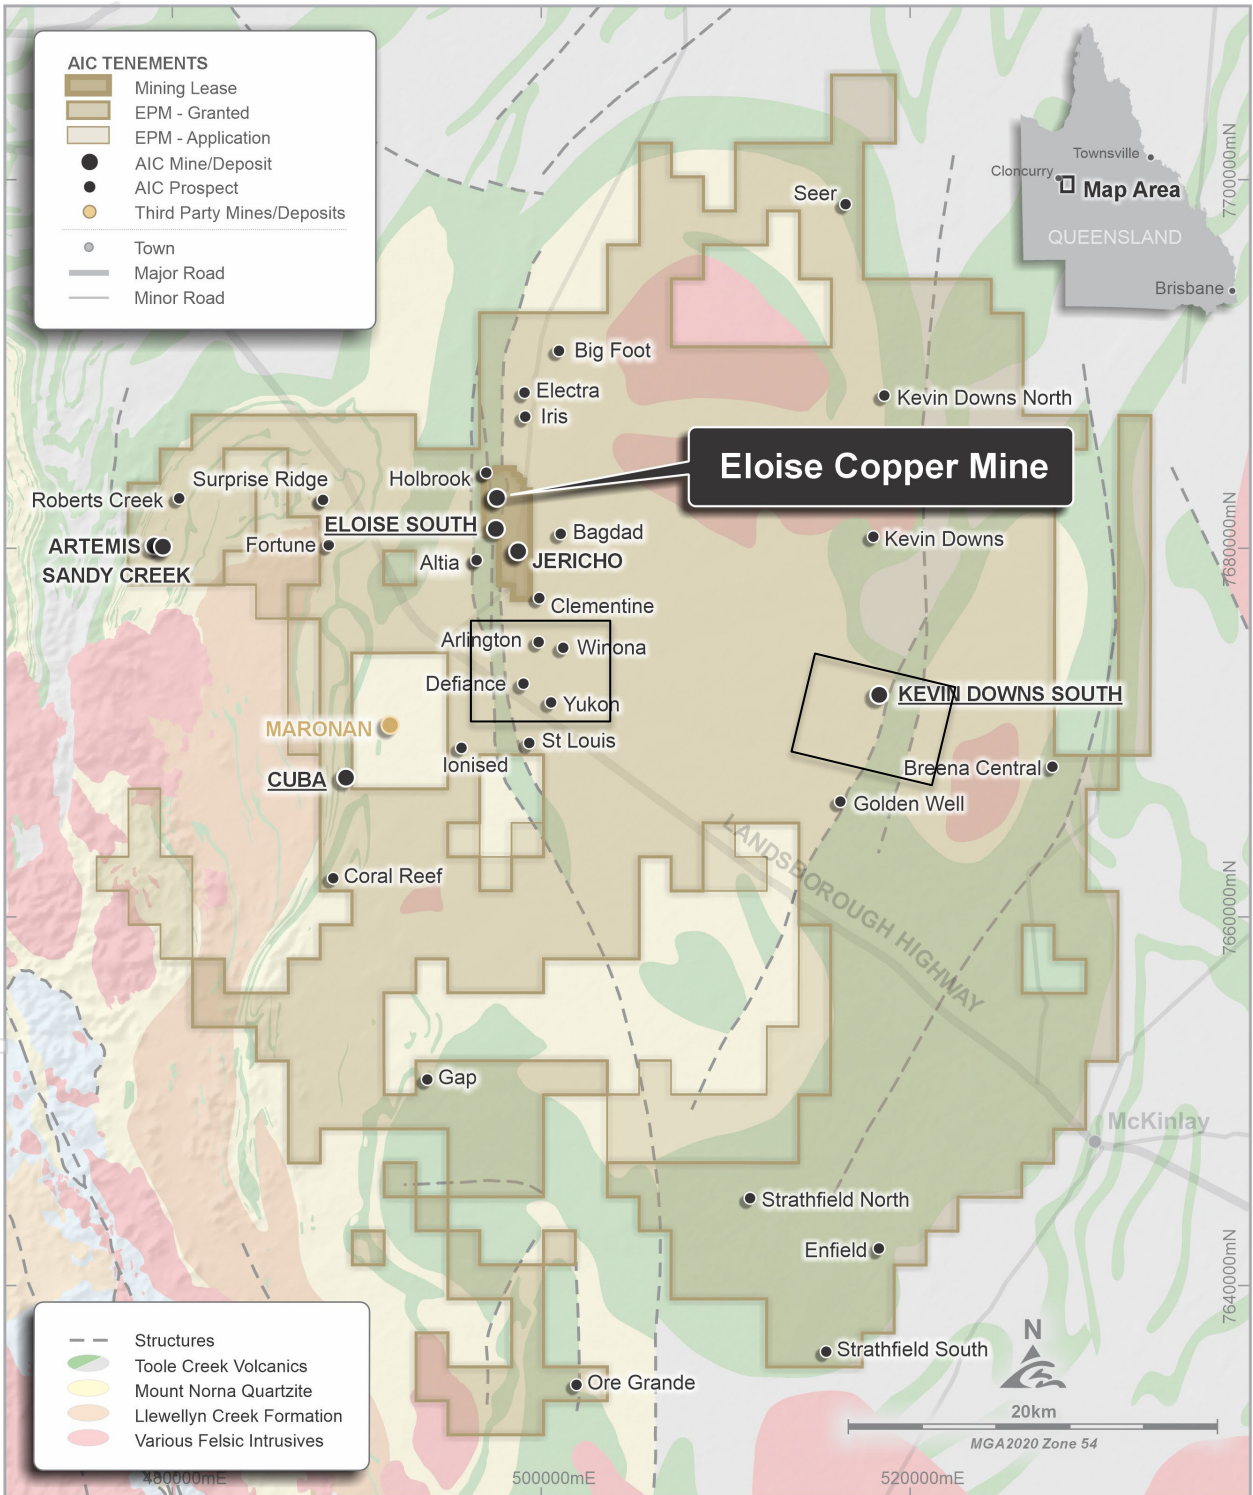 AIC TENEMENTS
Mining Lease
EPM - Granted
EPM - Application
AIC Mine/Deposit
AIC Prospect
Third Party Mines/Deposits
Town
Major Road
Minor Road
Townsville
Cloncurry
Map Area
QUEENSLAND
Brisbane
7700000mN
Seer
Big Foot
Electra
Iris
Kevin Downs North
Eloise Copper Mine
Holbrook
Surprise Ridge
Roberts Creek
ELOISE SOUTH
Bagdad
Kevin Downs
ARTEMIS
Fortune
Altia
JERICHO
SANDY CREEK
7680000mN
Clementine
Arlington
Winona
Defiance
Yukon
KEVIN DOWNS SOUTH
MARONAN
St Louis
Ionised
CUBA
Breena Central
Golden Well
LANDSBOROUGH HIGHWAY
Coral Reef
7660000mN
Gap
McKinlay
Strathfield North
Enfield
7640000mN
Strathfield South
Ore Grande
Structures
Toole Creek Volcanics
Mount Norna Quartzite
Llewellyn Creek Formation
Various Felsic Intrusives
N
20km
MGA2020 Zone 54
480000mE
500000mE
520000mE